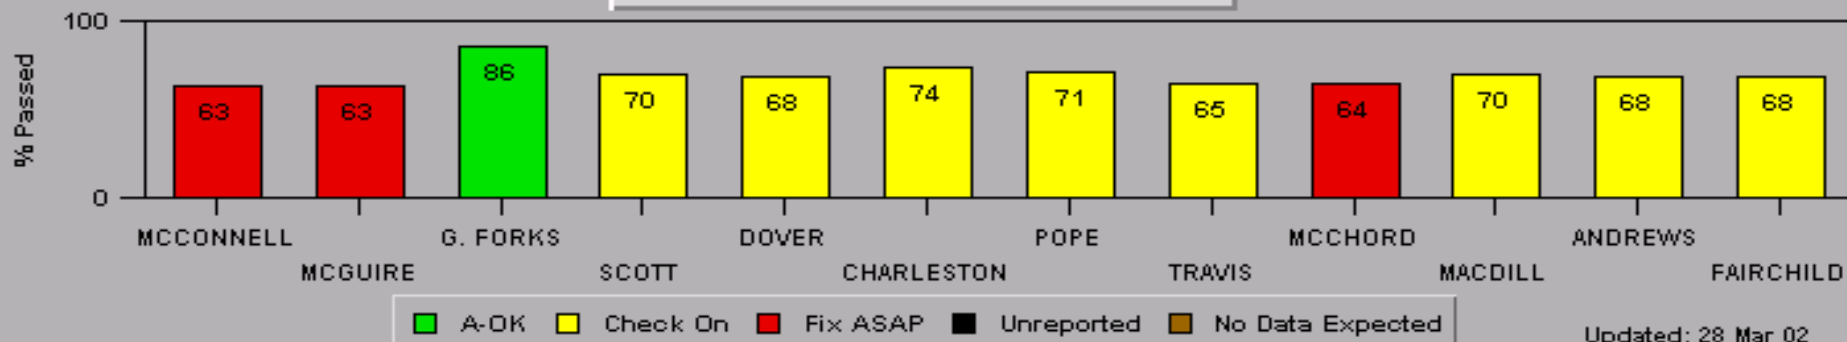 100
% Passed
63 63 86 70 68 74 71 65 64 70 68 68
0
MCCONNELL G. FORKS DOVER POPE MCCHORD ANDREWS
MCGUIRE SCOTT CHARLESTON TRAVIS MACDILL FAIRCHILD
A-OK Check On Fix ASAP Unreported No Data Expected
Updated: 28 Mar 02